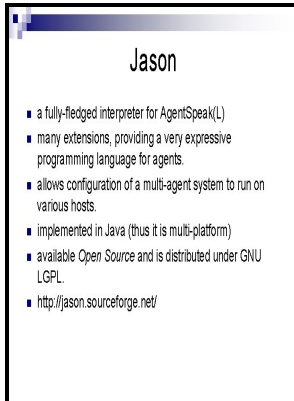 Jason
a fully-fledged interpreter for AgentSpeak(L)
many extensions, providing a very expressive
programming language for agents.
allows configuration of a multi-agent system to run on
various hosts.
implemented in Java (thus it is multi-platform)
available Open Source and is distributed under GNU
LGPL.
http://jason.sourceforge.net/